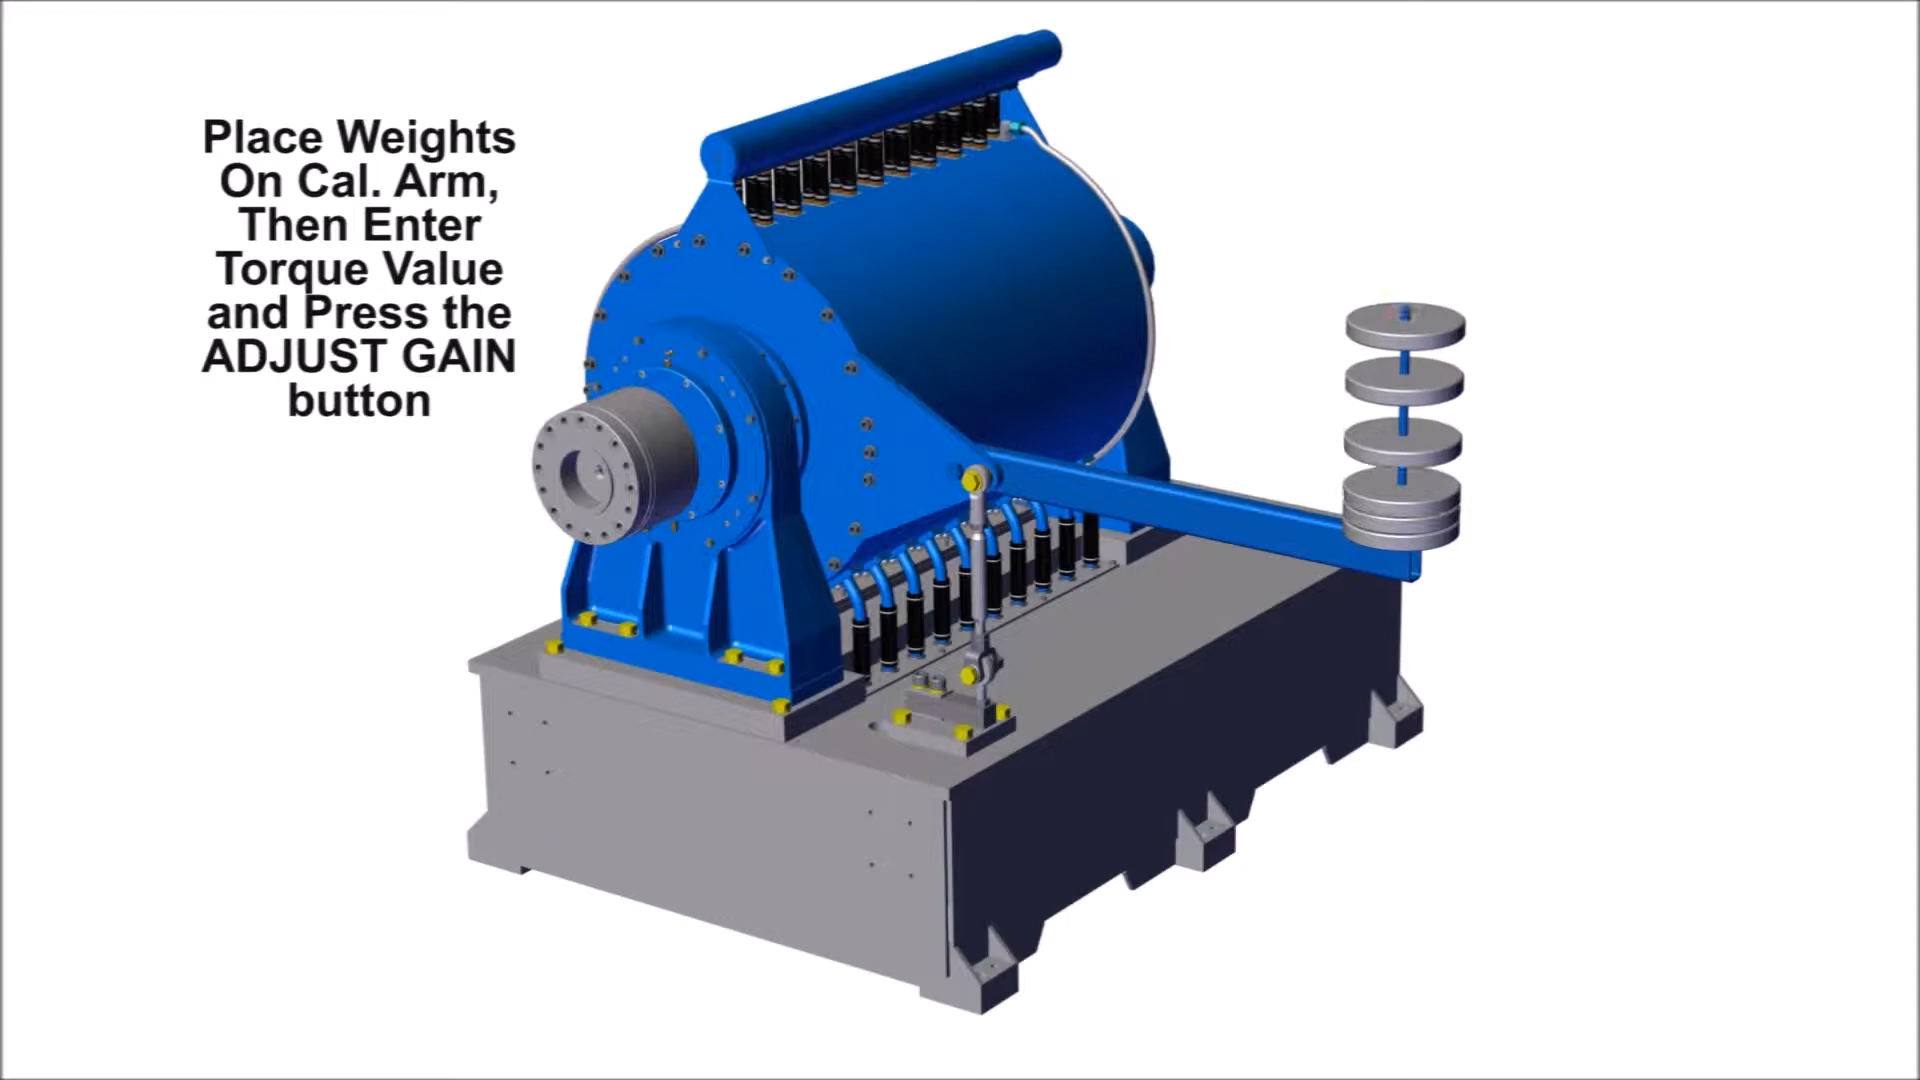 Place Weights
On Cal. Arm,
Then Enter
Torque Value
and Press the
ADJUST GAIN
button